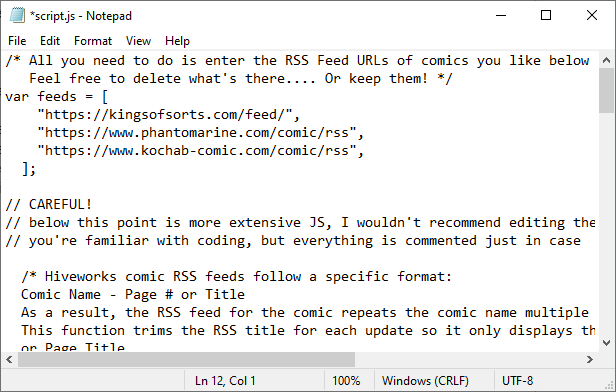 *script.js - Notepad
File Edit Format View Help
/* All you need to do is enter the RSS Feed URLs of comics you like below
   Feel free to delete what's there.... Or keep them! */
var feeds = [
    "https://kingsofsorts.com/feed/",
    "https://www.phantomarine.com/comic/rss",
    "https://www.kochab-comic.com/comic/rss",
  ];
// CAREFUL!
// below this point is more extensive JS, I wouldn't recommend editing the
// you're familiar with coding, but everything is commented just in case
  /* Hiveworks comic RSS feeds follow a specific format:
  Comic Name - Page # or Title
  As a result, the RSS feed for the comic repeats the comic name multiple
  This function trims the RSS title for each update so it only displays th
  or Page Title
Ln 12, Col 1 100% Windows (CRLF) UTF-8